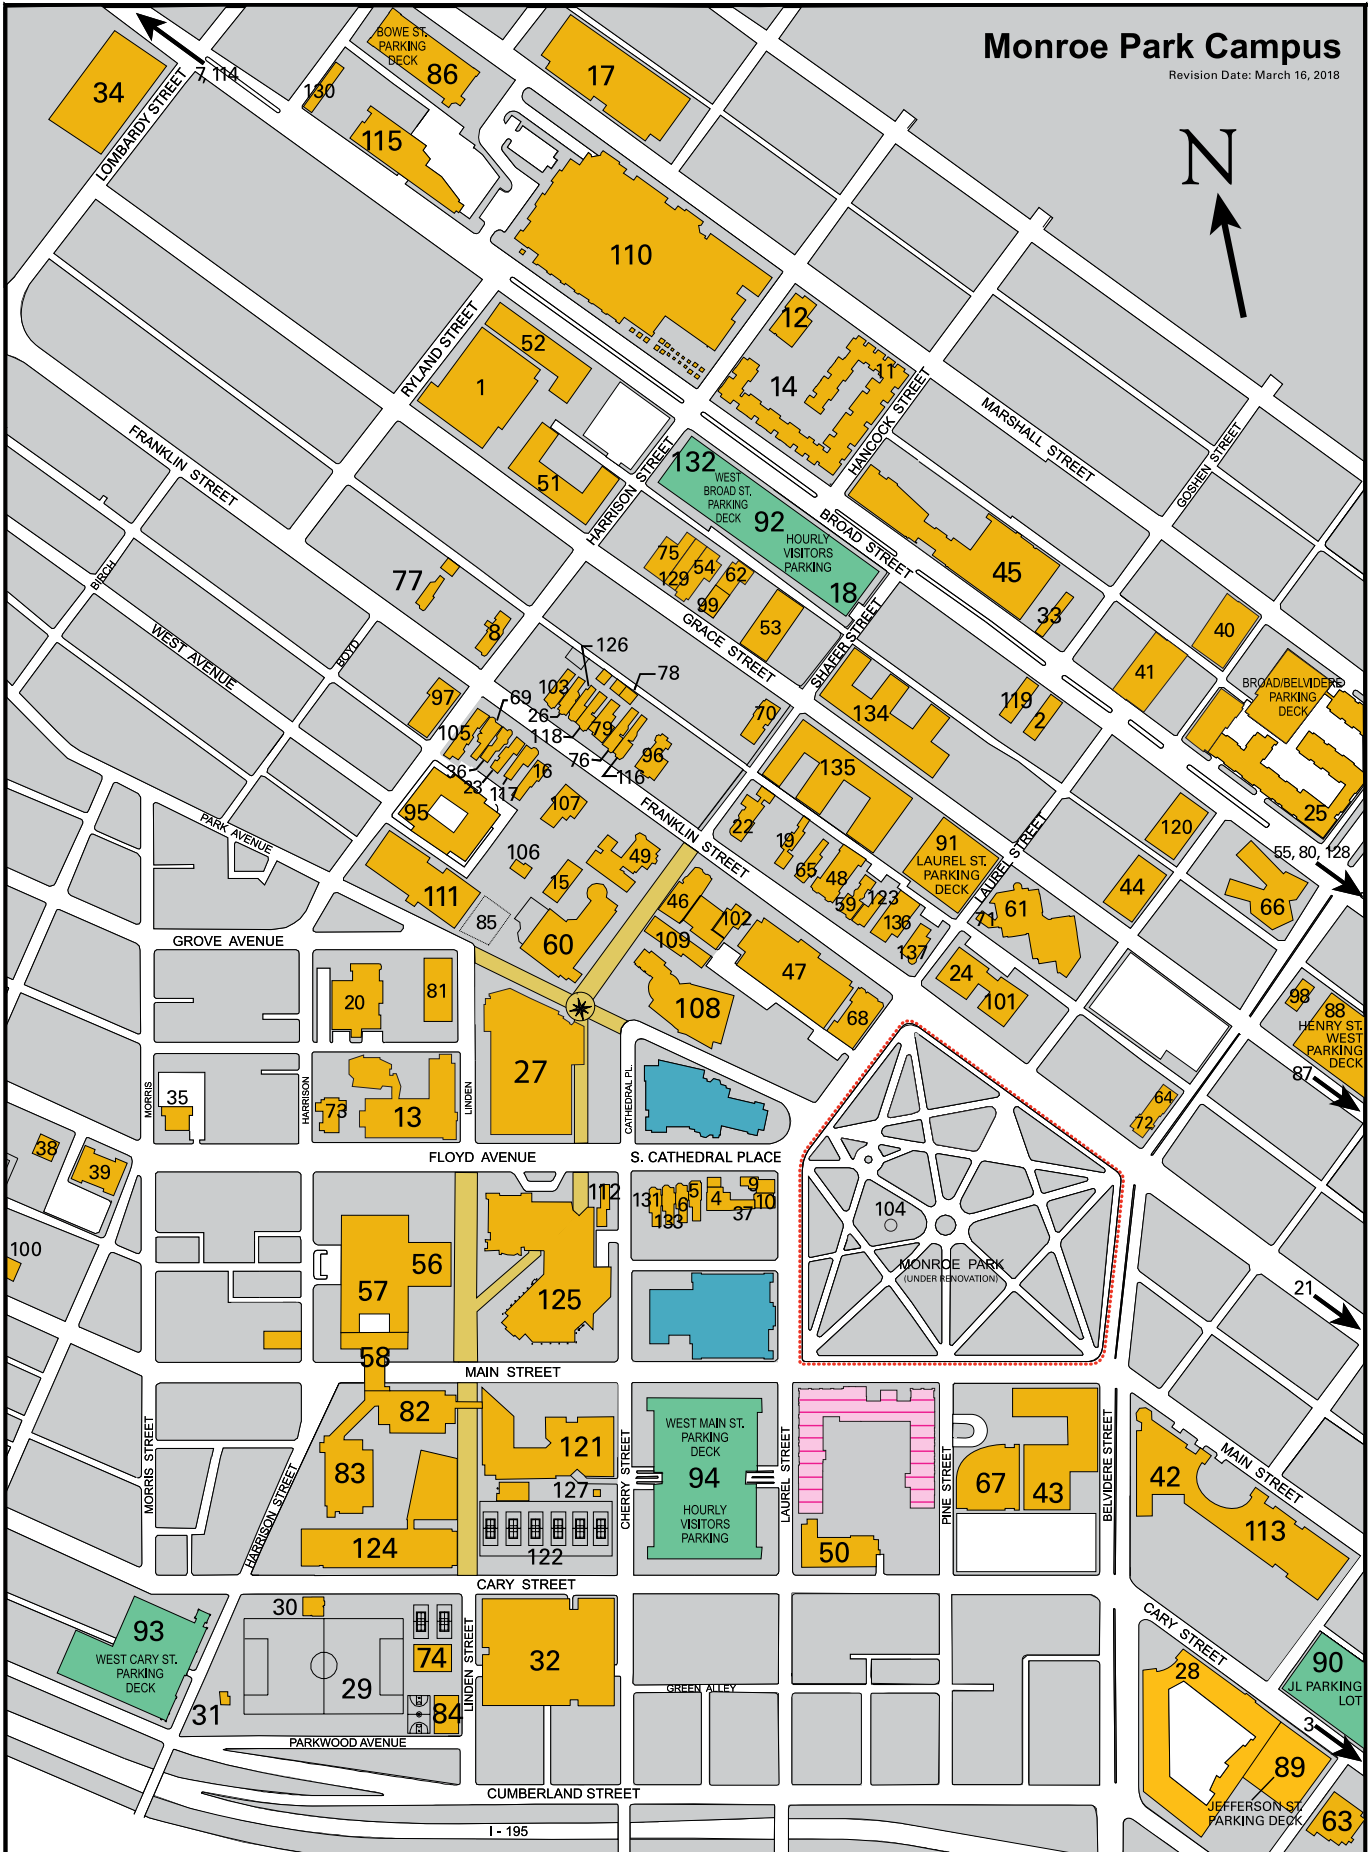 Monroe Park Campus
Revision Date: March 16, 2018
N
BOWE ST.
PARKING
DECK
86
17
7, 114
34
130
115
LOMBARDY STREET
110
12
11
14
52
1
RYLAND STREET
51
HARRISON STREET
HANCOCK STREET
MARSHALL STREET
GOSHEN STREET
FRANKLIN STREET
132
WEST
BROAD ST.
PARKING
DECK
92
HOURLY
VISITORS
PARKING
18
BROAD STREET
45
33
75
129
54
62
99
53
GRACE STREET
SHAFER STREET
40
41
BROAD/BELVIDERE
PARKING
DECK
25
77
8
BIRCH
BOYD
WEST AVENUE
126
78
103
26
118
79
76
116
96
70
134
119
2
97
69
105
36
23
117
16
95
107
135
FRANKLIN STREET
22
19
65
48
59
123
136
137
91
LAUREL ST.
PARKING
DECK
LAUREL STREET
120
44
55, 80, 128
66
PARK AVENUE
106
15
49
111
85
60
46
102
109
47
71
61
24
101
GROVE AVENUE
20
81
108
68
98
88
HENRY ST.
WEST
PARKING
DECK
87
27
MORRIS
35
HARRISON
73
13
LINDEN
CATHEDRAL PL.
64
72
38
39
FLOYD AVENUE
S. CATHEDRAL PLACE
112
131
133
6
5
4
9
10
37
104
MONROE PARK
(UNDER RENOVATION)
100
56
57
125
21
58
MAIN STREET
82
121
WEST MAIN ST.
PARKING
DECK
94
HOURLY
VISITORS
PARKING
MORRIS STREET
HARRISON STREET
83
127
CHERRY STREET
LAUREL STREET
PINE STREET
67
43
BELVIDERE STREET
42
MAIN STREET
113
124
122
50
CARY STREET
CARY STREET
93
WEST CARY ST.
PARKING
DECK
30
74
29
31
84
LINDEN STREET
32
GREEN ALLEY
28
90
JL PARKING
LOT
3
PARKWOOD AVENUE
89
JEFFERSON ST.
PARKING DECK
63
CUMBERLAND STREET
I - 195